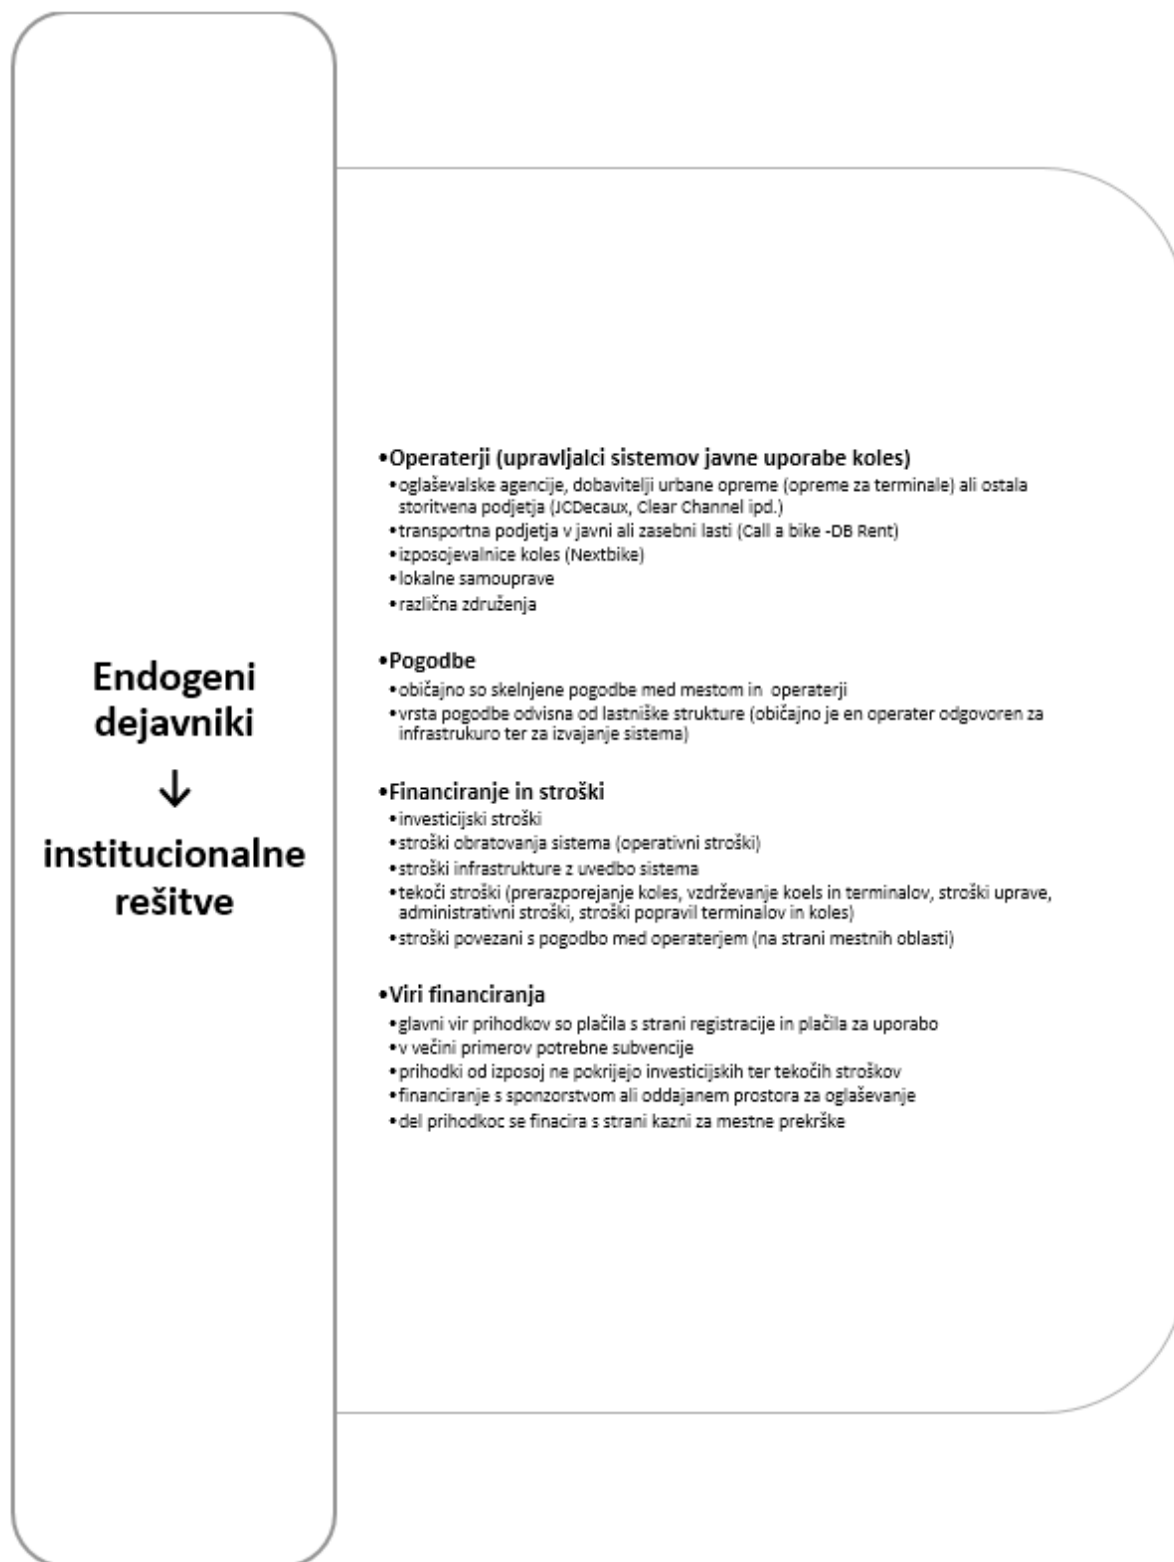 Endogeni
dejavniki
↓
institucionalne
rešitve
•Operaterji (upravljalci sistemov javne uporabe koles)
•oglaševalske agencije, dobavitelji urbane opreme (opreme za terminale) ali ostala
storitvena podjetja (JCDecaux, Clear Channel ipd.)
•transportna podjetja v javni ali zasebni lasti (Call a bike -DB Rent)
•izposojevalnice koles (Nextbike)
•lokalne samouprave
•različna združenja
•Pogodbe
•običajno so skelnjene pogodbe med mestom in operaterji
•vrsta pogodbe odvisna od lastniške strukture (običajno je en operater odgovoren za
infrastrukuro ter za izvajanje sistema)
•Financiranje in stroški
•investicijski stroški
•stroški obratovanja sistema (operativni stroški)
•stroški infrastrukture z uvedbo sistema
•tekoči stroški (prerazporejanje koles, vzdrževanje koels in terminalov, stroški uprave,
administrativni stroški, stroški popravil terminalov in koles)
•stroški povezani s pogodbo med operaterjem (na strani mestnih oblasti)
•Viri financiranja
•glavni vir prihodkov so plačila s strani registracije in plačila za uporabo
•v večini primerov potrebne subvencije
•prihodki od izposoj ne pokrijejo investicijskih ter tekočih stroškov
•financiranje s sponzorstvom ali oddajanem prostora za oglaševanje
•del prihodkoc se finacira s strani kazni za mestne prekrške